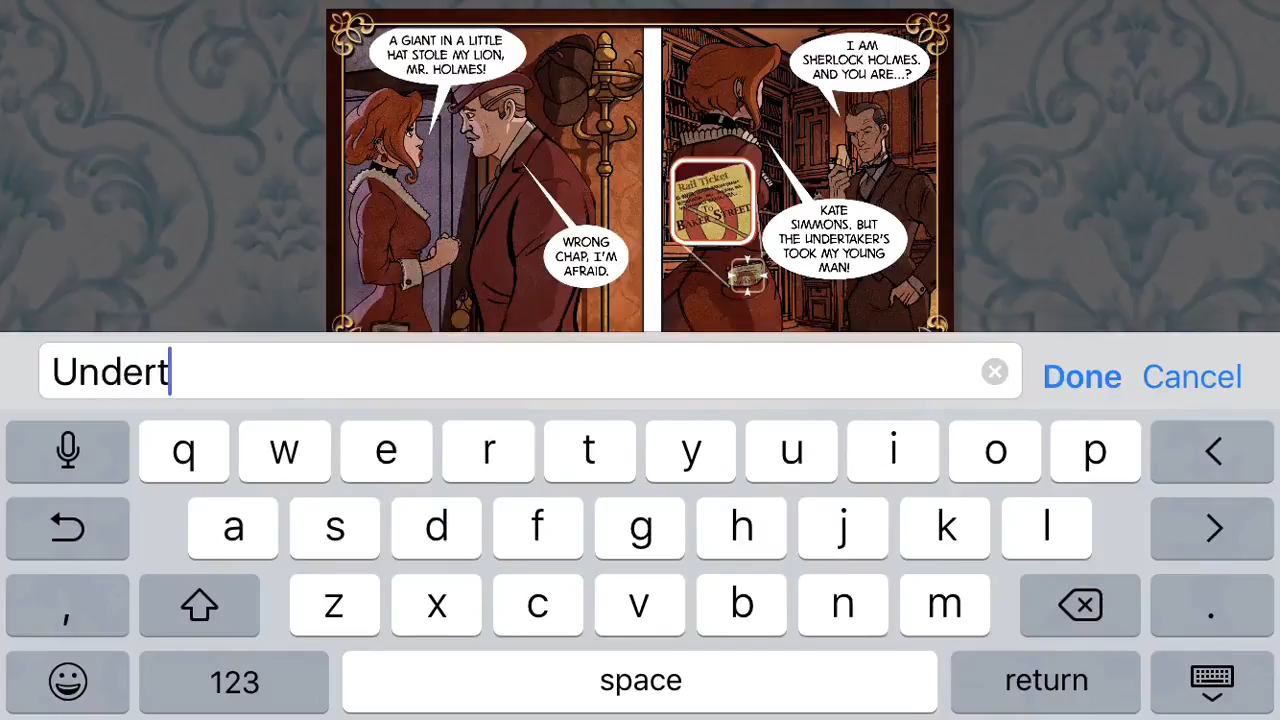 A GIANT IN A LITTLE
HAT STOLE MY LION,
MR. HOLMES!
WRONG
CHAP, I'M
AFRAID.
I AM
SHERLOCK HOLMES.
AND YOU ARE...?
Rail Ticket
To
BAKER STREET
KATE
SIMMONS. BUT
THE UNDERTAKER'S
TOOK MY YOUNG
MAN!
Undert
Done Cancel
q w e r t y u i o p <
a s d f g h j k l >
, z x c v b n m .
123 space return